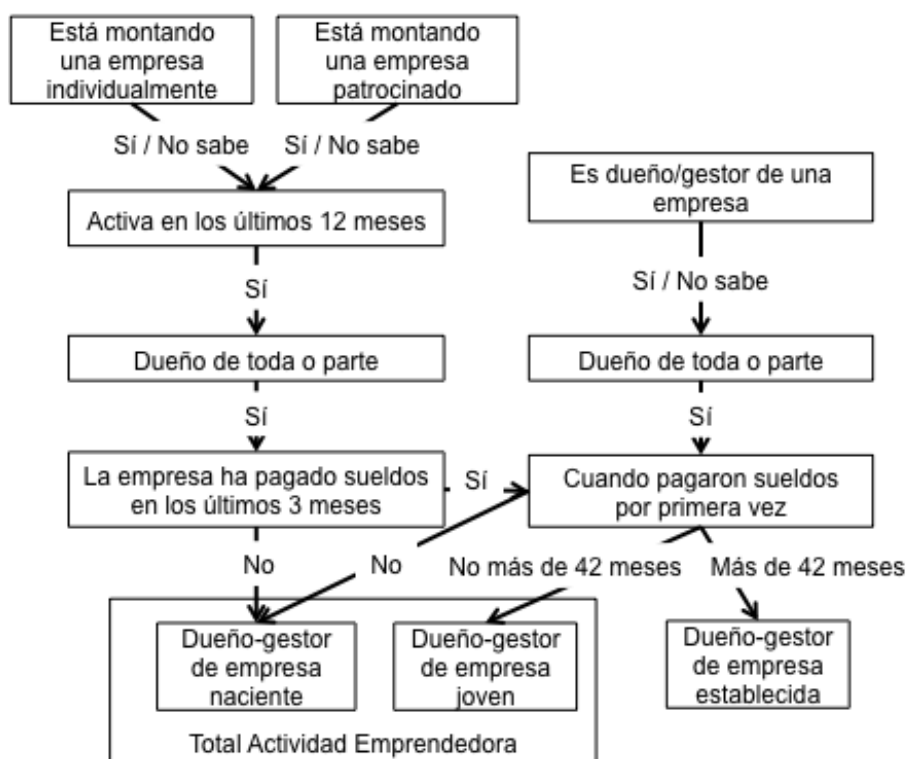 Está montando
una empresa
individualmente
Está montando
una empresa
patrocinado
Sí / No sabe
Sí / No sabe
Es dueño/gestor de una
empresa
Activa en los últimos 12 meses
Sí
Sí / No sabe
Dueño de toda o parte
Dueño de toda o parte
Sí
Sí
La empresa ha pagado sueldos
en los últimos 3 meses
Sí
Cuando pagaron sueldos
por primera vez
No
No
No más de 42 meses
Más de 42 meses
Dueño-gestor
de empresa
naciente
Dueño-gestor
de empresa
joven
Dueño-gestor
de empresa
establecida
Total Actividad Emprendedora